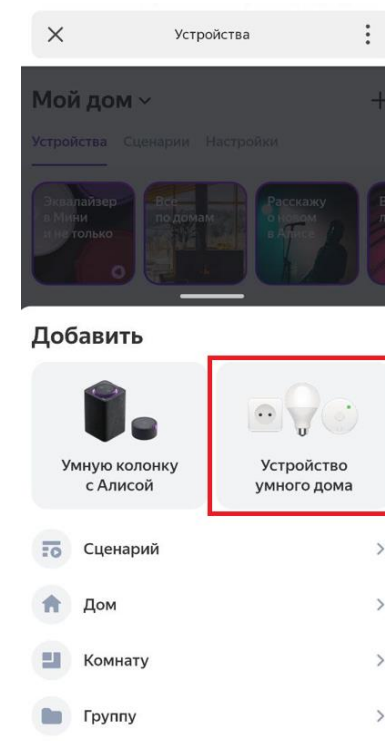 Устройства
Мой дом
Устройства Сценарии Настройки
Эквалайзер
в Мини
и не только
Все
по домам
Расскажу
о новом
в Алисе
Добавить
Умную колонку
с Алисой
Устройство
умного дома
Сценарий
Дом
Комнату
Группу